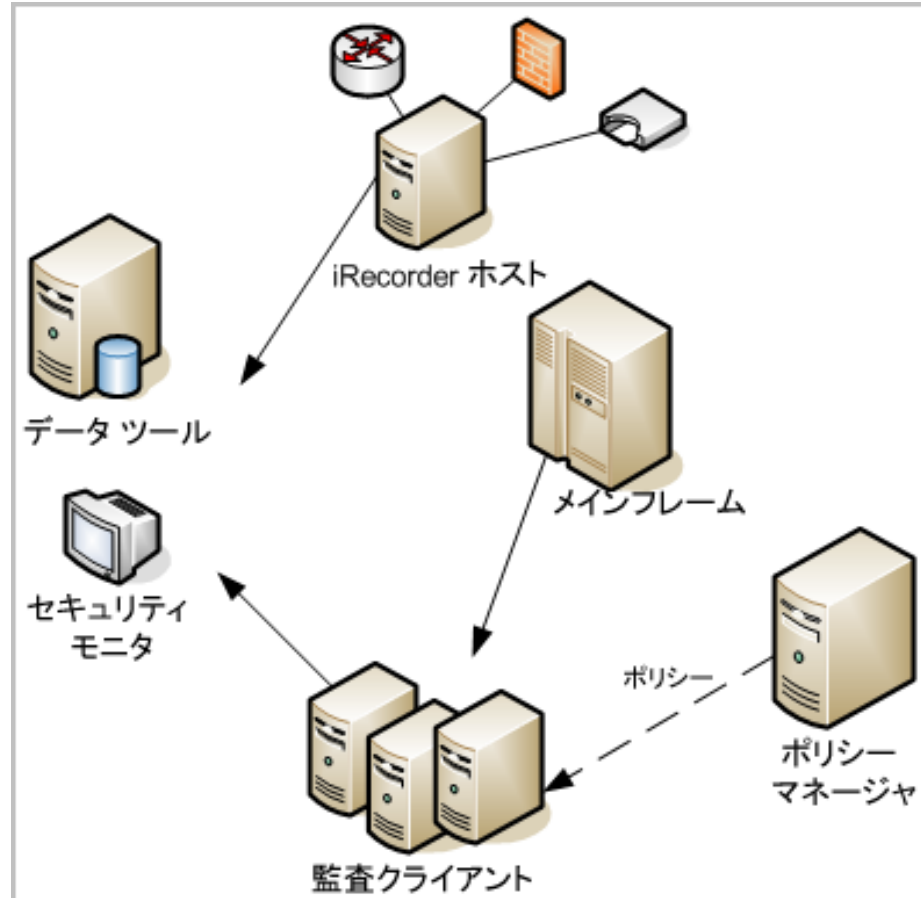 iRecorder ホスト
データ ツール
メインフレーム
セキュリティ
モニタ
ポリシー
ポリシー
マネージャ
監査クライアント